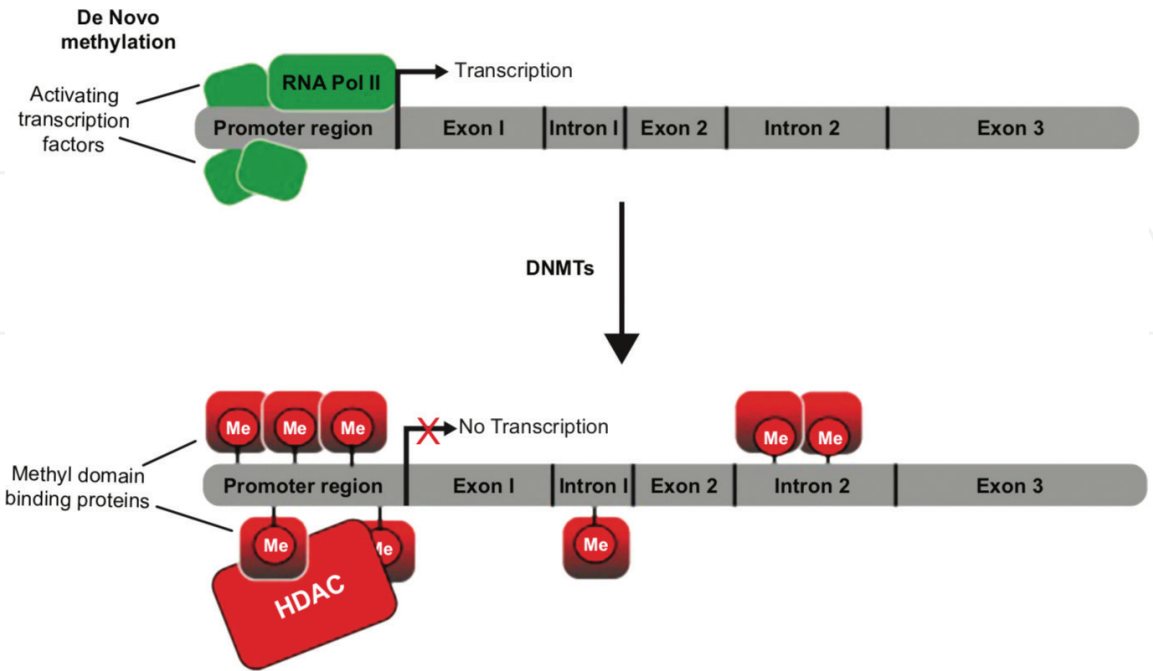 De Novo
methylation
RNA Pol II
Transcription
Activating
transcription
factors
Promoter region
Exon I
Intron I
Exon 2
Intron 2
Exon 3
DNMTs
Me
Me
Me
Me
Me
No Transcription
Methyl domain
binding proteins
Promoter region
Exon I
Intron I
Exon 2
Intron 2
Exon 3
Me
Me
Me
HDAC